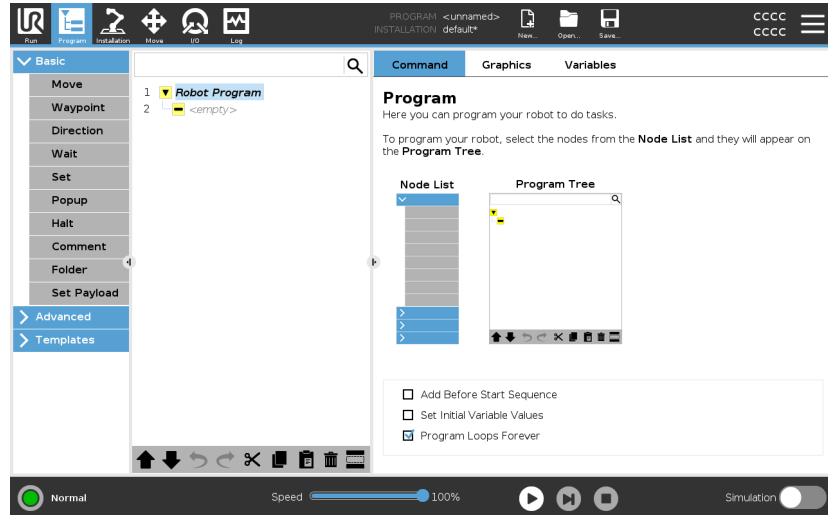 UR
Run
Program
Installation
Move
I/O
Log
PROGRAM <unnamed>
INSTALLATION default*
New...
Open...
Save...
cccc
cccc
Basic
Move
Waypoint
Direction
Wait
Set
Popup
Halt
Comment
Folder
Set Payload
Advanced
Templates
1 Robot Program
2 <empty>
Command Graphics Variables
Program
Here you can program your robot to do tasks.
To program your robot, select the nodes from the Node List and they will appear on
the Program Tree.
Node List Program Tree
Add Before Start Sequence
Set Initial Variable Values
Program Loops Forever
Normal
Speed 100%
Simulation